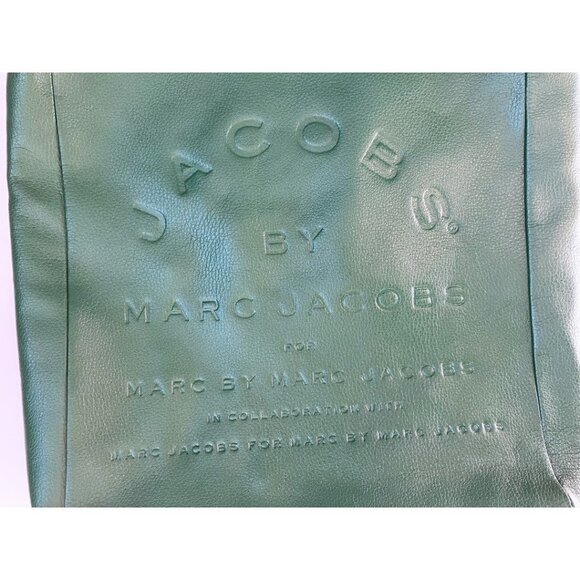 JACOBS®
BY
MARC JACOBS
FOR
MARC BY MARC JACOBS
IN COLLABORATION WITH
MARC JACOBS FOR MARC BY MARC JACOBS